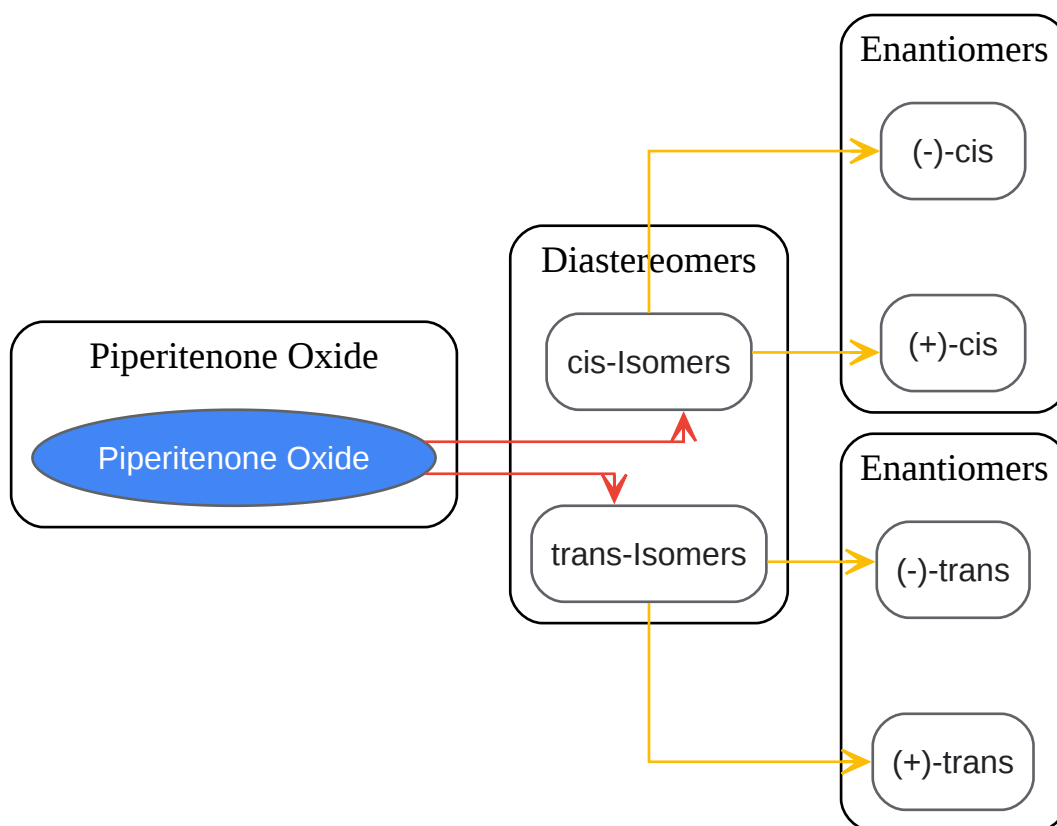 Piperitenone Oxide
Piperitenone Oxide
Diastereomers
cis-Isomers
trans-Isomers
Enantiomers
(-)-cis
(+)-cis
Enantiomers
(-)-trans
(+)-trans